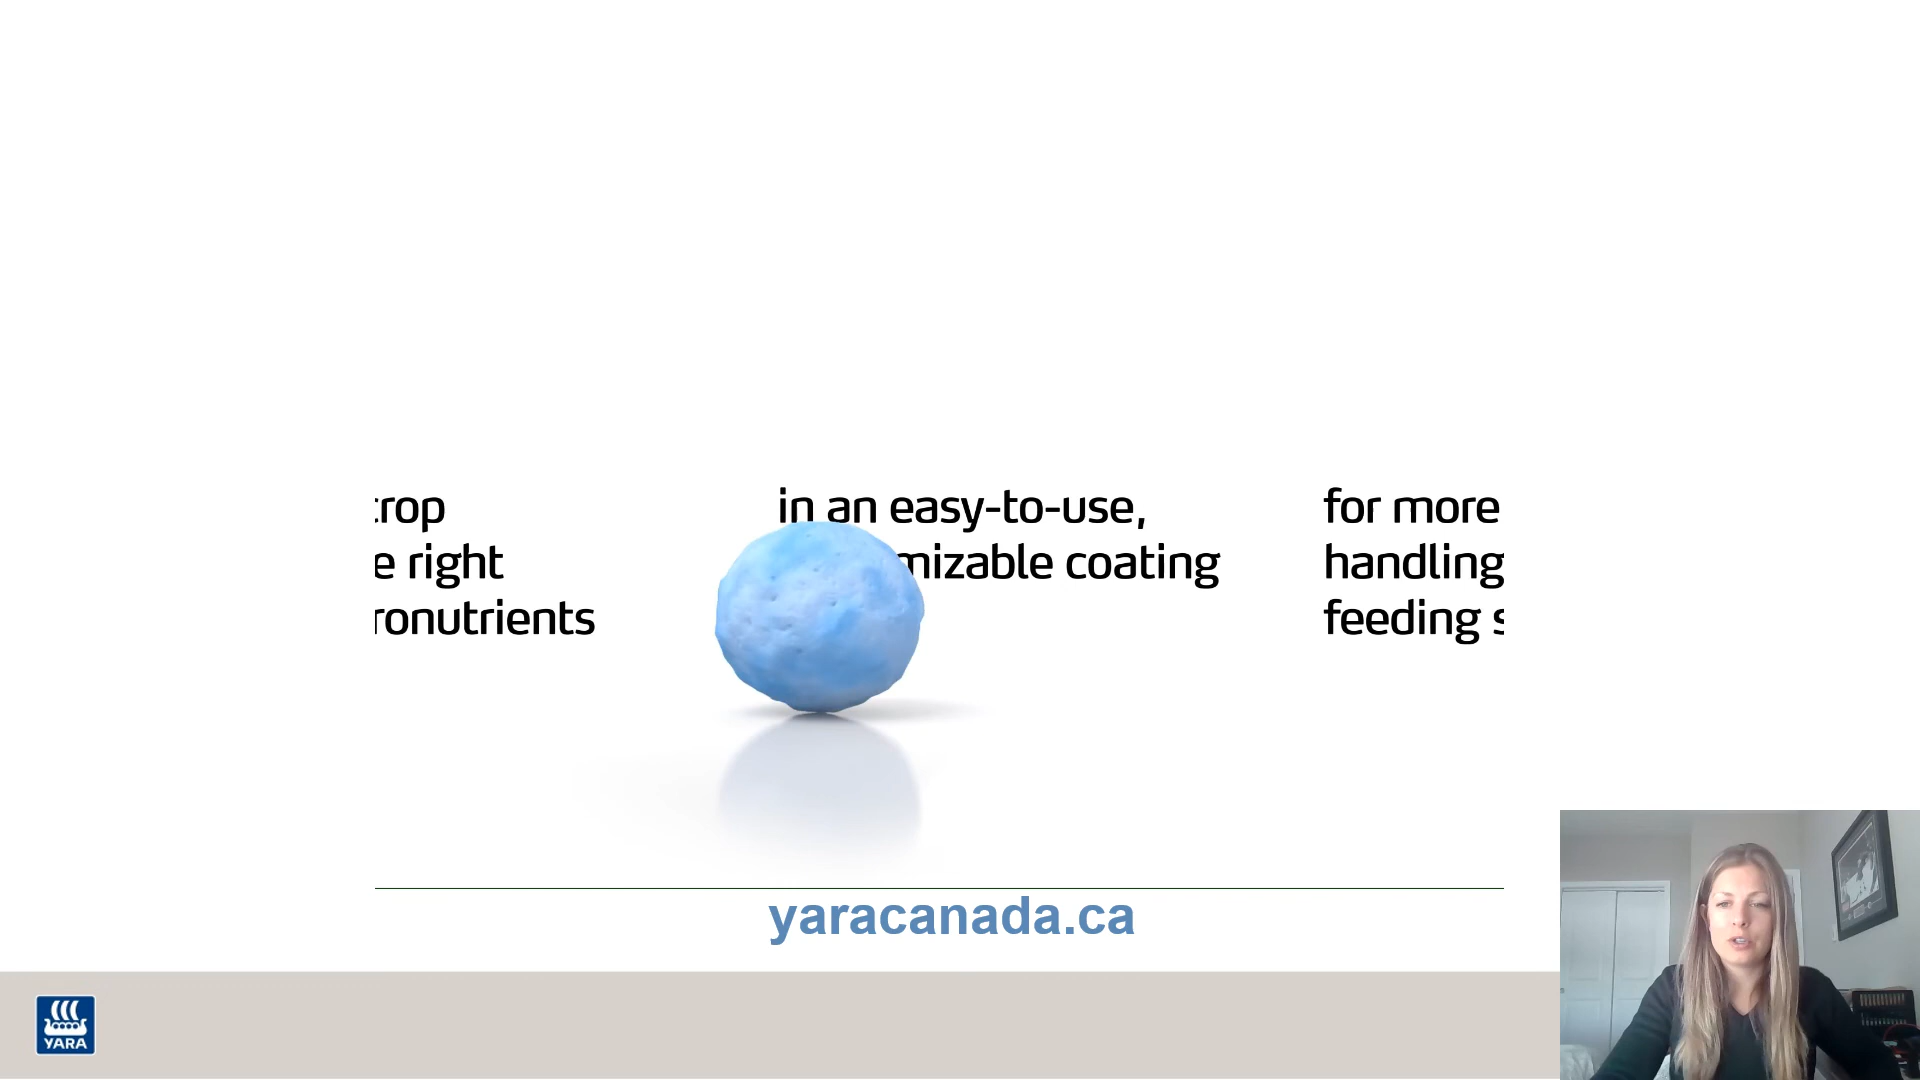 rop
e right
ronutrients
in an easy-to-use,
mizable coating
for more
handling
feeding s
yaracanada.ca
YARA